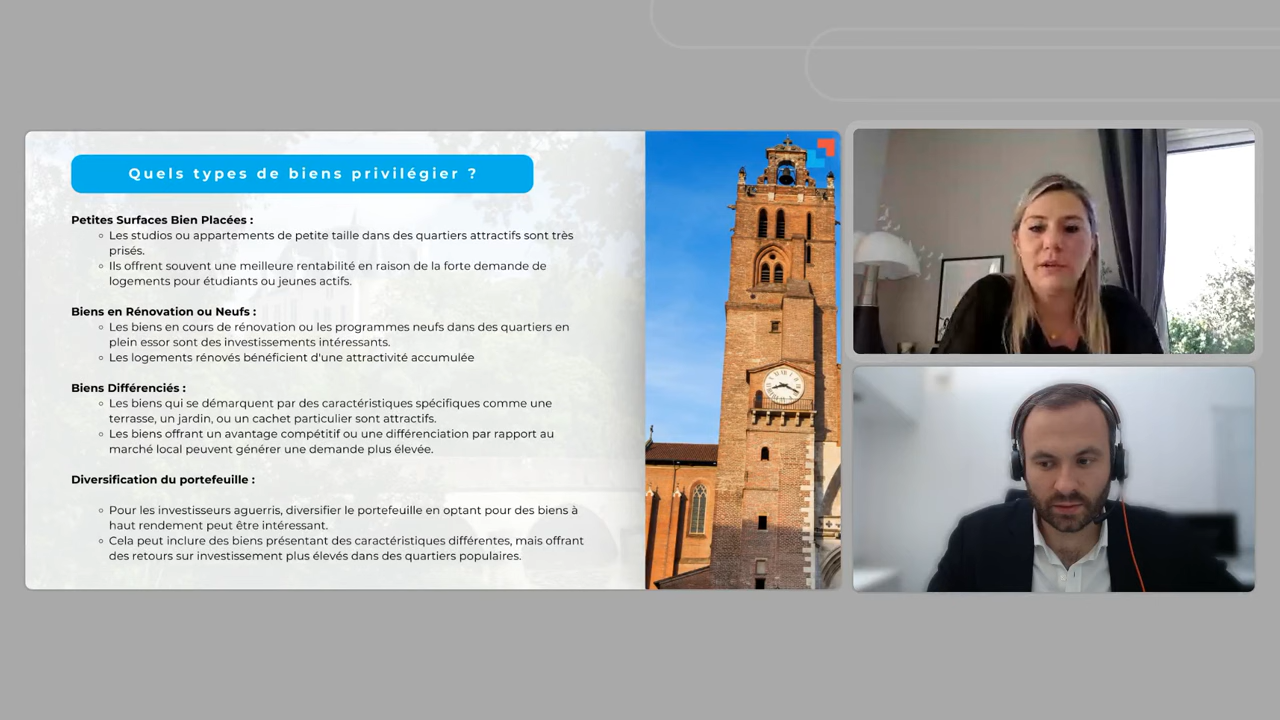 Quels types de biens privilégier ?
Petites Surfaces Bien Placées :
Les studios ou appartements de petite taille dans des quartiers attractifs sont très
prisés.
Ils offrent souvent une meilleure rentabilité en raison de la forte demande de
logements pour étudiants ou jeunes actifs.
Biens en Rénovation ou Neufs :
Les biens en cours de rénovation ou les programmes neufs dans des quartiers en
plein essor sont des investissements intéressants.
Les logements rénovés bénéficient d'une attractivité accumulée
Biens Différenciés :
Les biens qui se démarquent par des caractéristiques spécifiques comme une
terrasse, un jardin, ou un cachet particulier sont attractifs.
Les biens offrant un avantage compétitif ou une différenciation par rapport au
marché local peuvent générer une demande plus élevée.
Diversification du portefeuille :
Pour les investisseurs aguerris, diversifier le portefeuille en optant pour des biens à
haut rendement peut être intéressant.
Cela peut inclure des biens présentant des caractéristiques différentes, mais offrant
des retours sur investissement plus élevés dans des quartiers populaires.